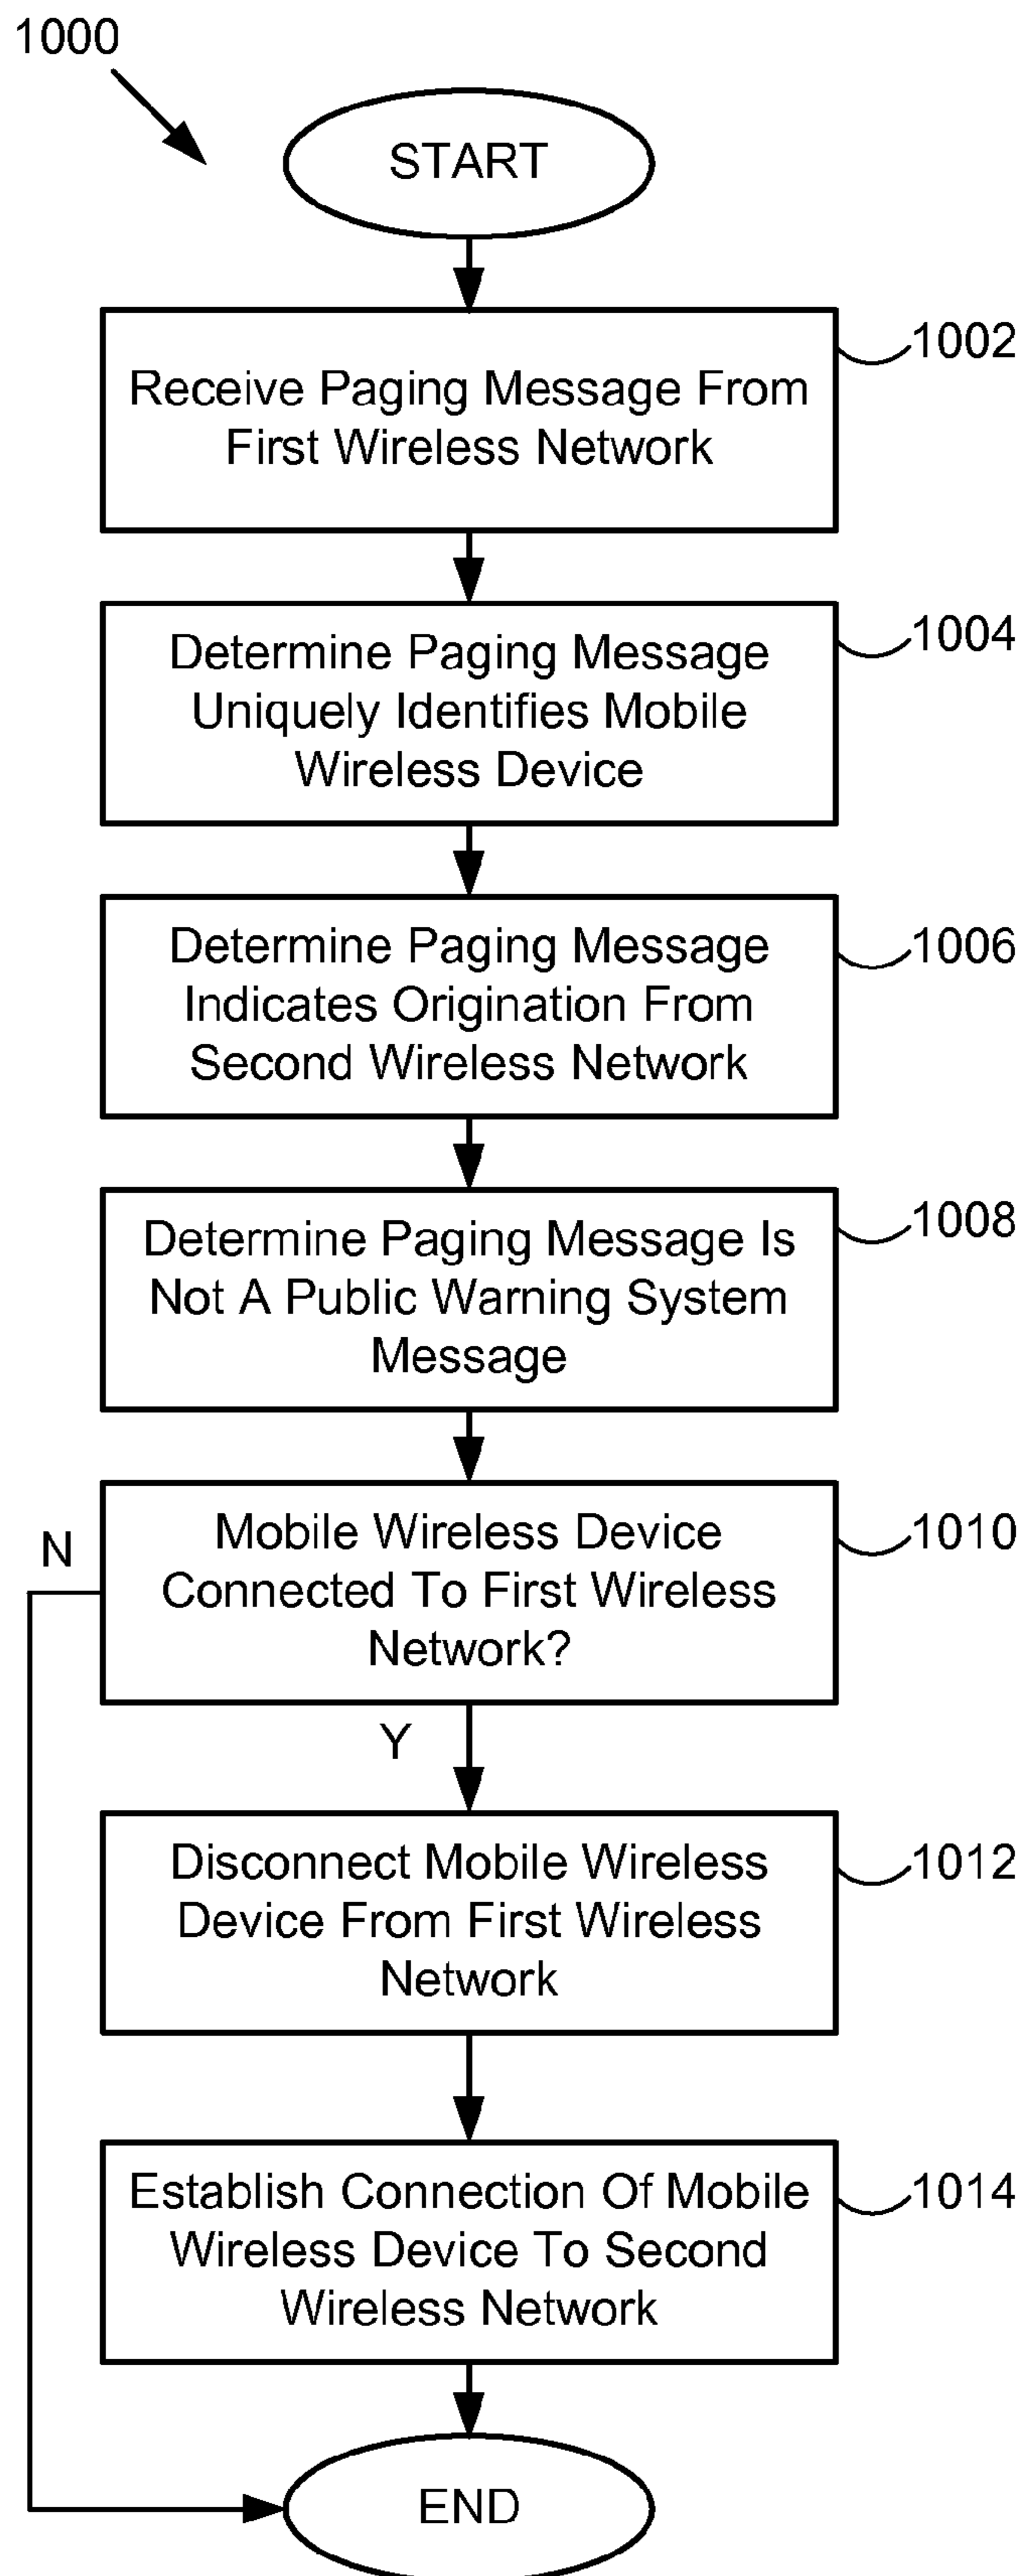 1000
START
Receive Paging Message From
First Wireless Network
1002
Determine Paging Message
Uniquely Identifies Mobile
Wireless Device
1004
Determine Paging Message
Indicates Origination From
Second Wireless Network
1006
Determine Paging Message Is
Not A Public Warning System
Message
1008
Mobile Wireless Device
Connected To First Wireless
Network?
1010
N
Y
Disconnect Mobile Wireless
Device From First Wireless
Network
1012
Establish Connection Of Mobile
Wireless Device To Second
Wireless Network
1014
END